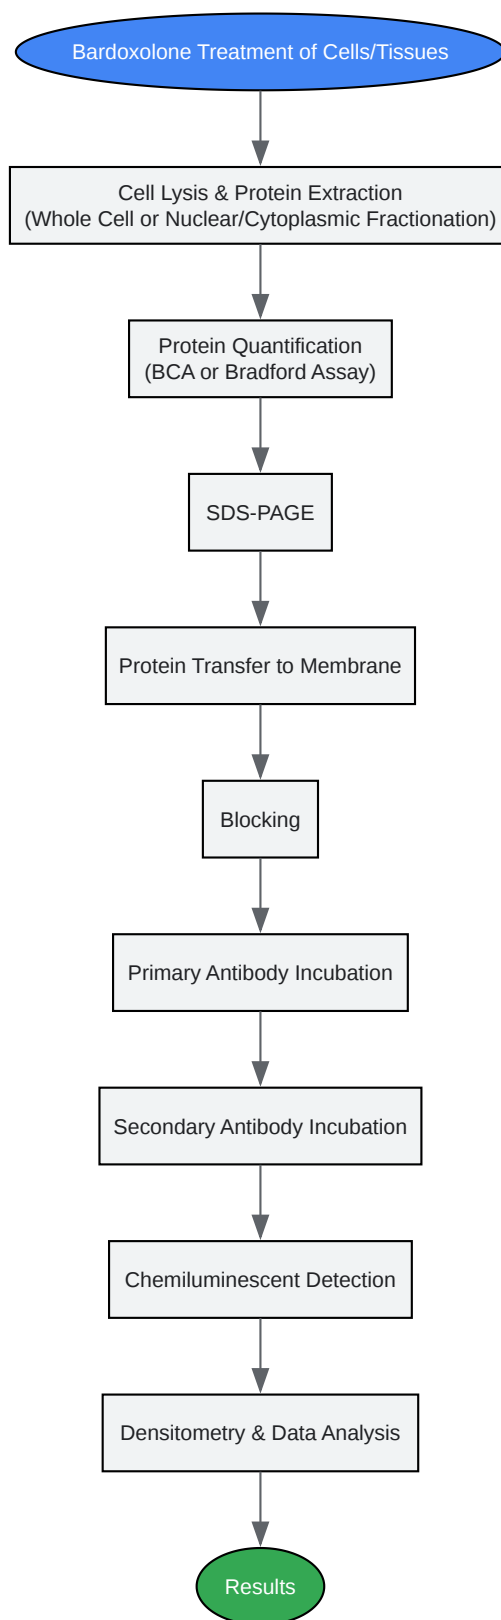 Bardoxolone Treatment of Cells/Tissues
Cell Lysis & Protein Extraction
(Whole Cell or Nuclear/Cytoplasmic Fractionation)
Protein Quantification
(BCA or Bradford Assay)
SDS-PAGE
Protein Transfer to Membrane
Blocking
Primary Antibody Incubation
Secondary Antibody Incubation
Chemiluminescent Detection
Densitometry & Data Analysis
Results